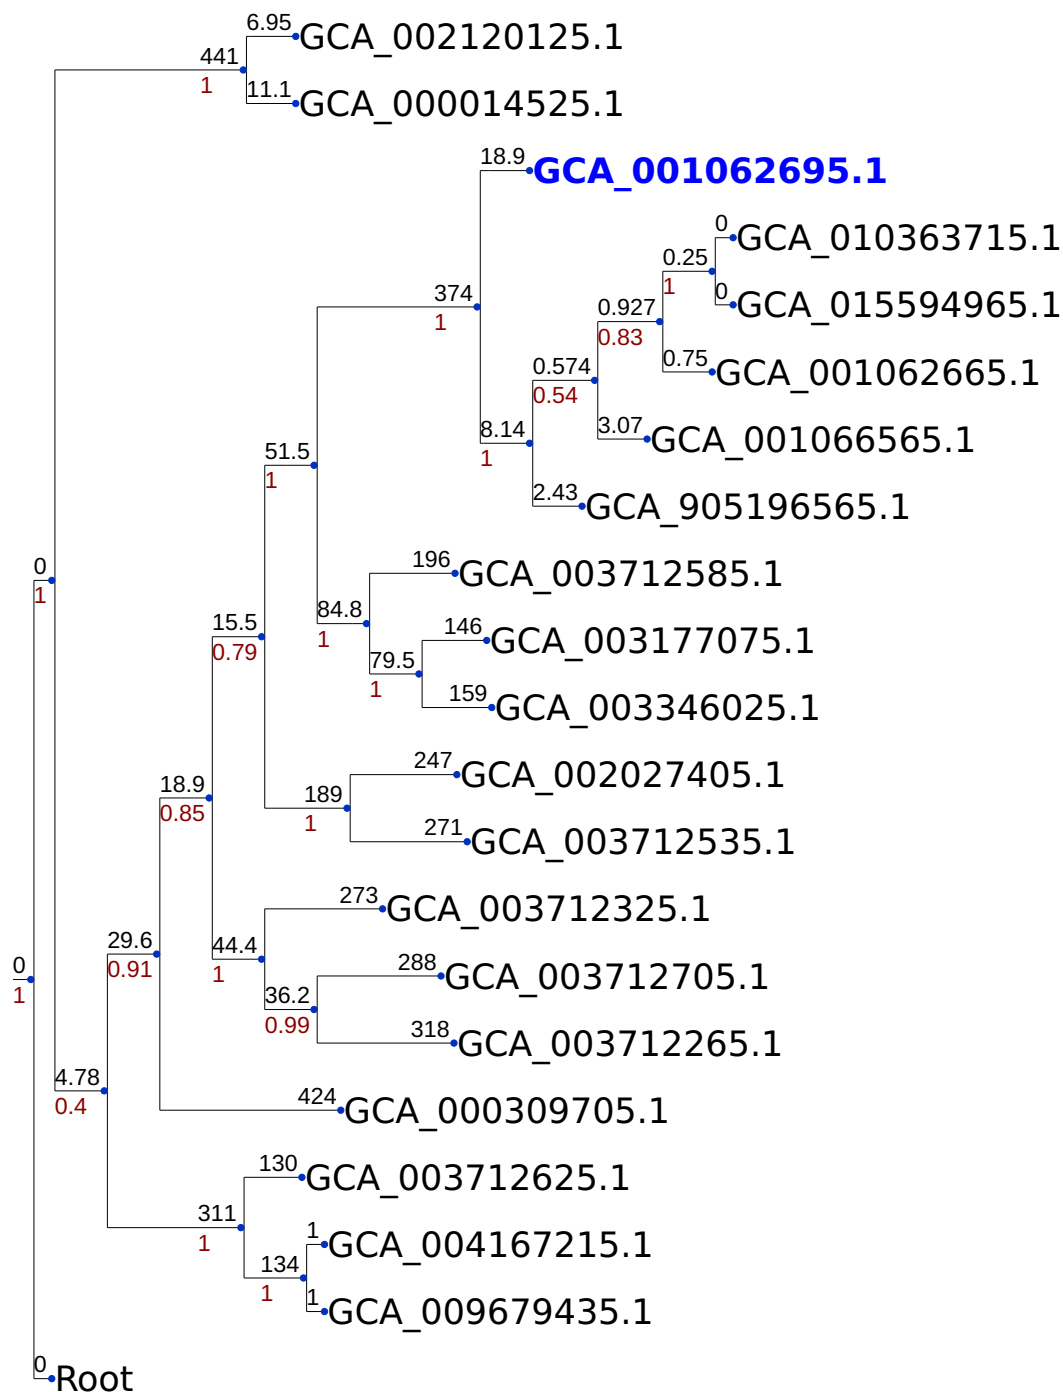 6.95 GCA_002120125.1
441
1
11.1 GCA_000014525.1
18.9 GCA_001062695.1
0 GCA_010363715.1
0.25
1
0 GCA_015594965.1
374
1
0.927
0.83
0.75 GCA_001062665.1
0.574
0.54
3.07 GCA_001066565.1
8.14
1
51.5
1
2.43 GCA_905196565.1
0
1
196 GCA_003712585.1
84.8
1
15.5
0.79
146 GCA_003177075.1
79.5
1
159 GCA_003346025.1
247 GCA_002027405.1
18.9
0.85
189
1
271 GCA_003712535.1
273 GCA_003712325.1
29.6
0.91
44.4
1
0
1
288 GCA_003712705.1
36.2
0.99
318 GCA_003712265.1
4.78
0.4
424 GCA_000309705.1
130 GCA_003712625.1
311
1
1 GCA_004167215.1
134
1
1 GCA_009679435.1
0 Root